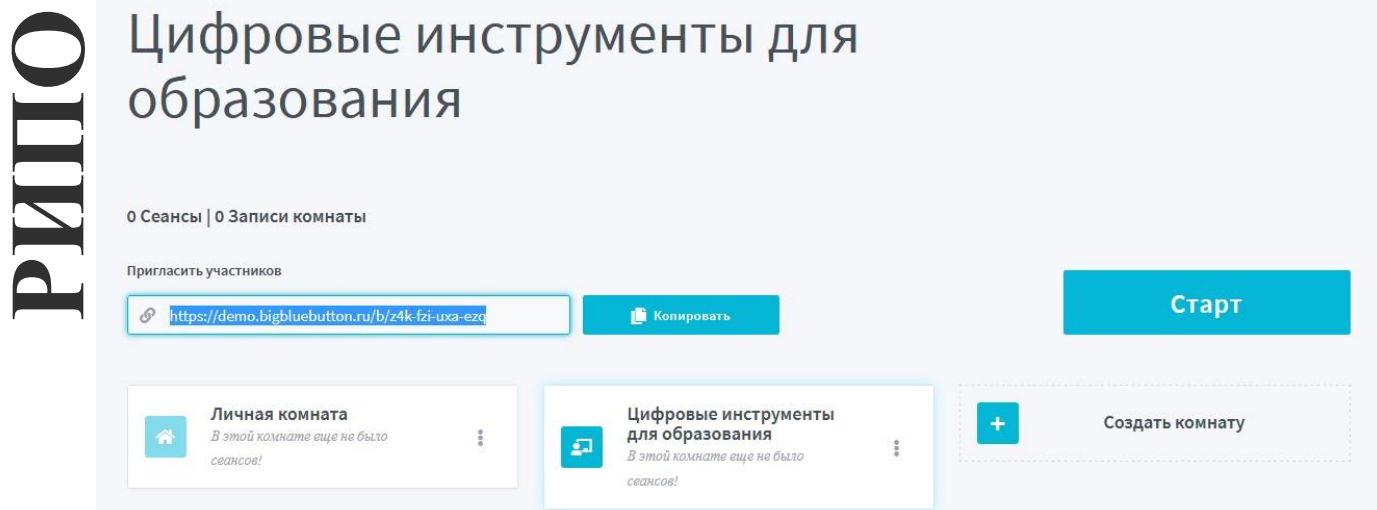 РИПО
Цифровые инструменты для
образования
0 Сеансы | 0 Записи комнаты
Пригласить участников
https://demo.bigbluebutton.ru/b/z4k-fzi-uxa-ezq
Копировать
Старт
Личная комната
В этой комнате еще не было
сеансов!
Цифровые инструменты
для образования
В этой комнате еще не было
сеансов!
Создать комнату